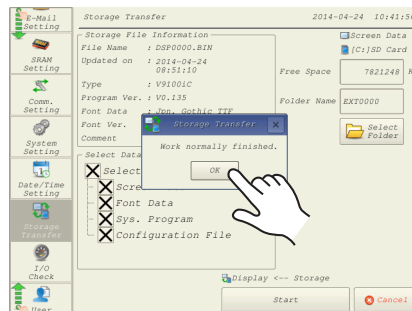 E-Mail
Setting
SRAM
Setting
Comm.
Setting
System
Setting
Date/Time
Setting
Storage
Transfer
I/O
Check
User
Storage Transfer
2014-04-24 10:41:5
Storage File Information
File Name : DSP0000.BIN
Updated on : 2014-04-24
08:51:10
Type : V9100iC
Program Ver. : V0.135
Font Data : Jpn. Gothic TTF
Font Ver.
Comment
Screen Data
[C:]SD Card
Free Space 7821248 K
Folder Name EXT0000
Select
Folder
Storage Transfer
Work normally finished.
OK
Select Data
Select
Scre
Font Data
Sys. Program
Configuration File
Display <-- Storage
Start
Cancel